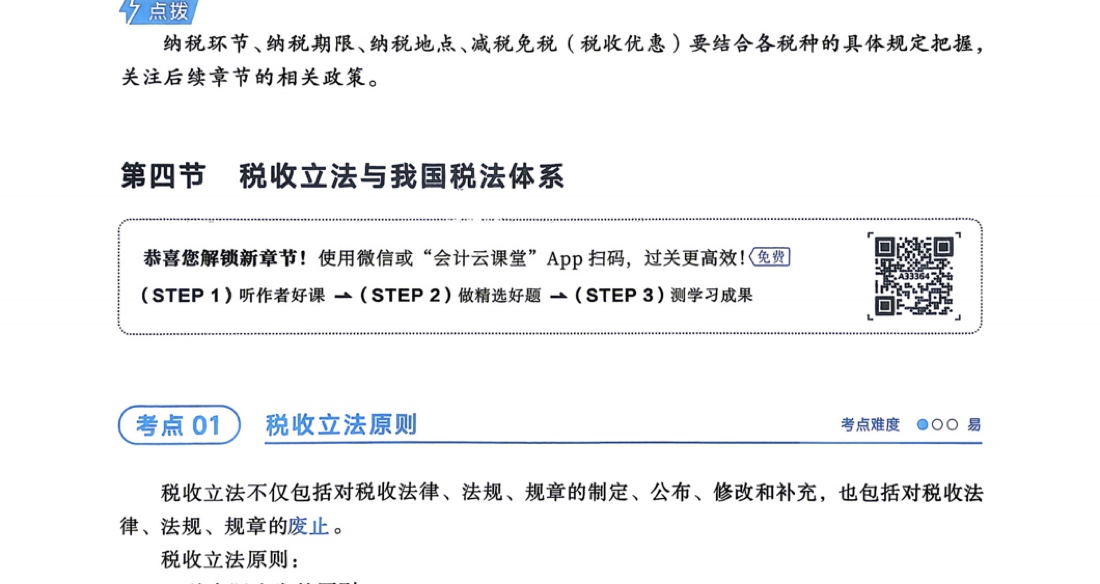 点拨
纳税环节、纳税期限、纳税地点、减税免税（税收优惠）要结合各税种的具体规定把握，
关注后续章节的相关政策。
第四节 税收立法与我国税法体系
恭喜您解锁新章节！使用微信或“会计云课堂”App 扫码，过关更高效！免费
（STEP 1）听作者好课 ⇀（STEP 2）做精选好题 ⇀（STEP 3）测学习成果
A33364
考点 01 税收立法原则 考点难度 易
税收立法不仅包括对税收法律、法规、规章的制定、公布、修改和补充，也包括对税收法
律、法规、规章的废止。
税收立法原则：